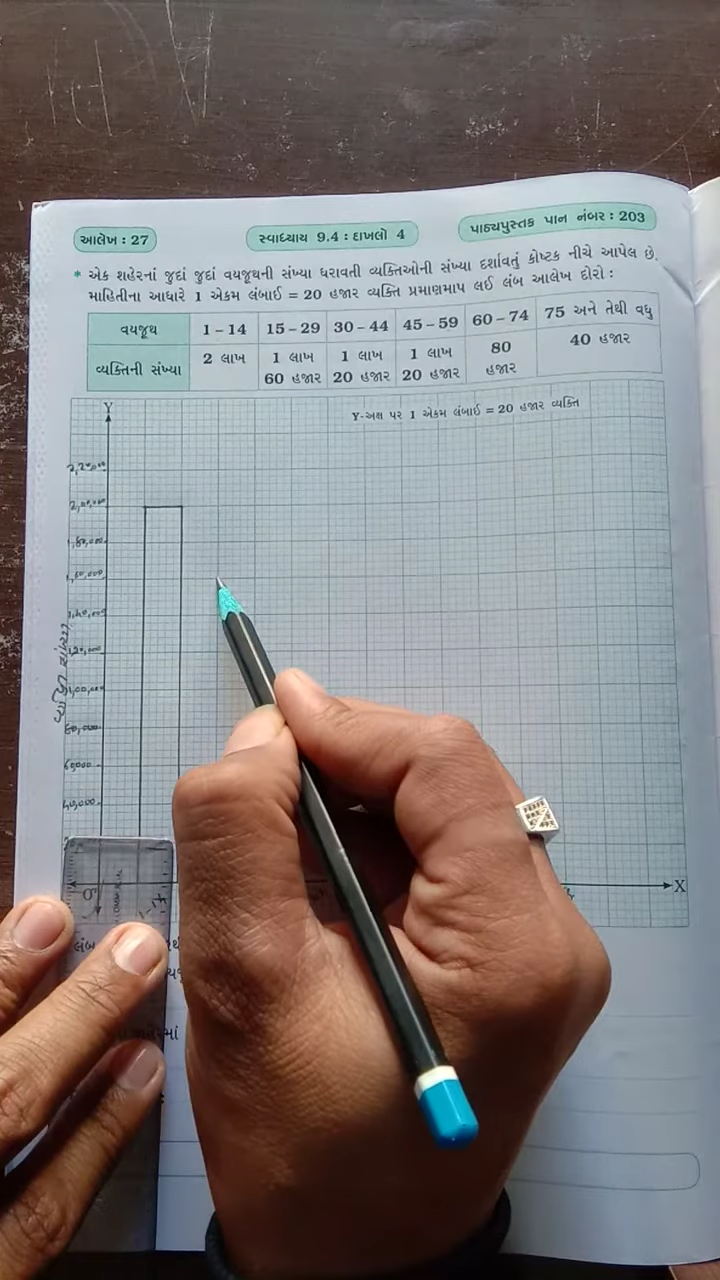 આલેખ : 27
સ્વાધ્યાય 9.4 : દાખલો 4
પાઠ્યપુસ્તક પાન નંબર : 203
* એક શહેરનાં જુદાં જુદાં વયજૂથની સંખ્યા ધરાવતી વ્યક્તિઓની સંખ્યા દર્શાવતું કોષ્ટક નીચે આપેલ છે.
માહિતીના આધારે 1 એકમ લંબાઈ = 20 હજાર વ્યક્તિ પ્રમાણમાપ લઈ લંબ આલેખ દોરો :
વયજૂથ 1 – 14 15 – 29 30 – 44 45 – 59 60 – 74 75 અને તેથી વધુ
વ્યક્તિની સંખ્યા 2 લાખ 1 લાખ 60 હજાર 1 લાખ 20 હજાર 1 લાખ 20 હજાર 80 હજાર 40 હજાર
Y
Y-અક્ષ પર 1 એકમ લંબાઈ = 20 હજાર વ્યક્તિ
2,20,000
2,00,000
1,80,000
1,60,000
1,40,000
1,20,000
1,00,000
80,000
60,000
40,000
O
X
લંબ